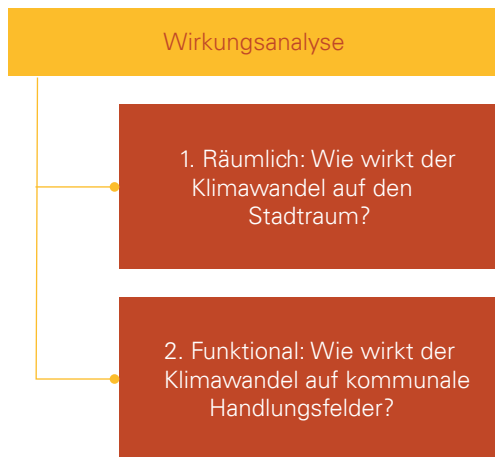 Wirkungsanalyse
1. Räumlich: Wie wirkt der
Klimawandel auf den
Stadtraum?
2. Funktional: Wie wirkt der
Klimawandel auf kommunale
Handlungsfelder?